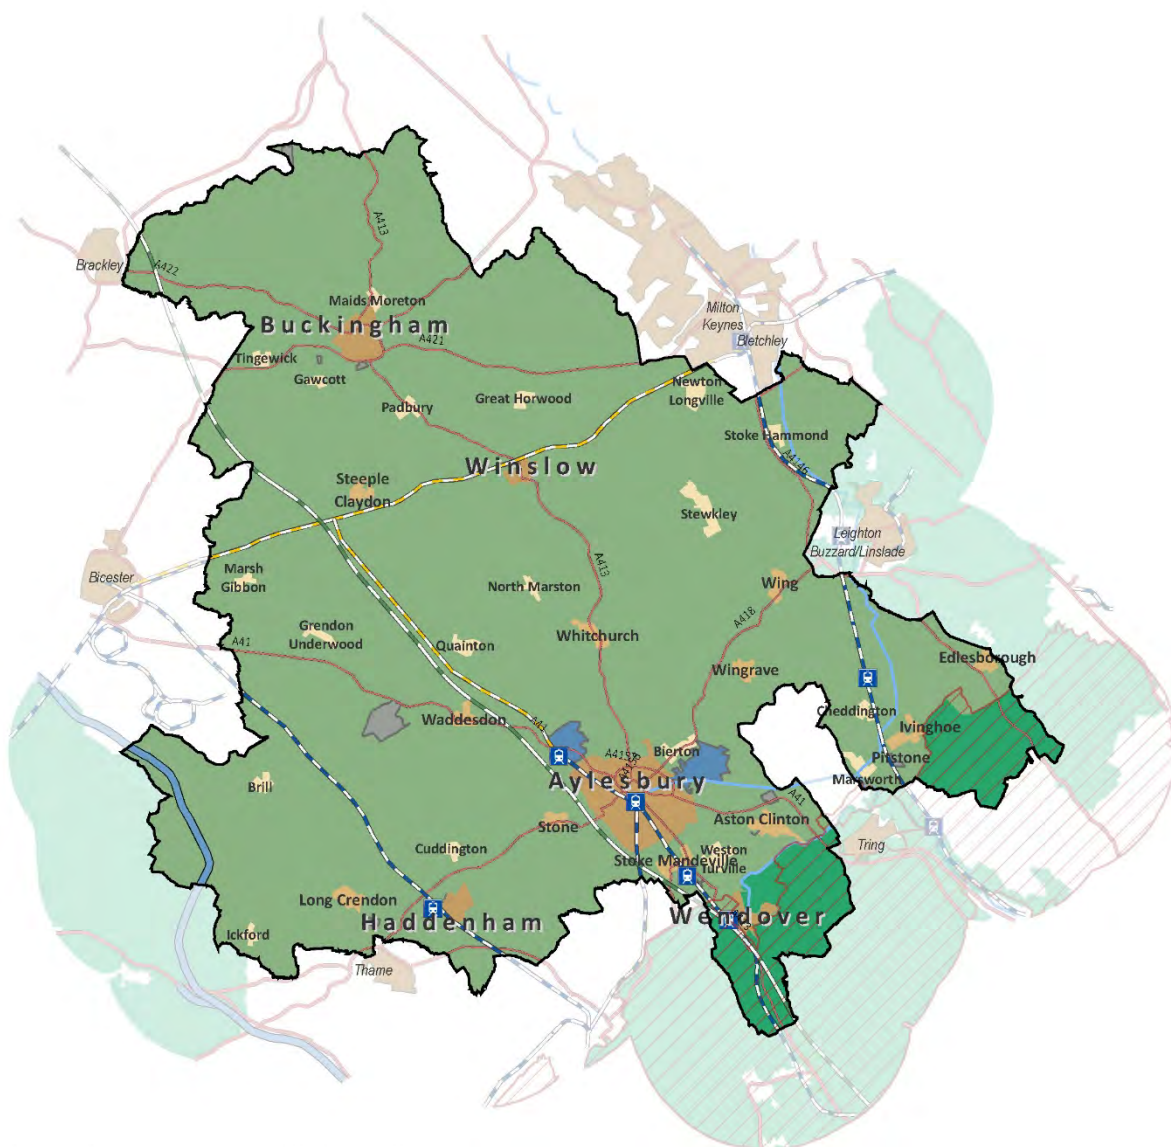 A413
Brackley
A422
Maids Moreton
Buckingham
Milton
Keynes
Bletchley
A421
Tingewick
Gawcott
Padbury
Great Horwood
Newton
Longville
Stoke Hammond
A4146
Winslow
Steeple
Claydon
Stewkley
Leighton
Buzzard/Linslade
Bicester
Marsh
Gibbon
North Marston
A413
Wing
A418
Grendon
Underwood
A41
Quainton
Whitchurch
Wingrave
Edlesborough
Waddesdon
A41
Cheddington
Ivinghoe
Bierton
Pitstone
Marsworth
Aylesbury
Brill
A41
Stone
Aston Clinton
Tring
Cuddington
Weston
Turville
Stoke Mandeville
Long Crendon
Haddenham
Wendover
Ickford
Thame